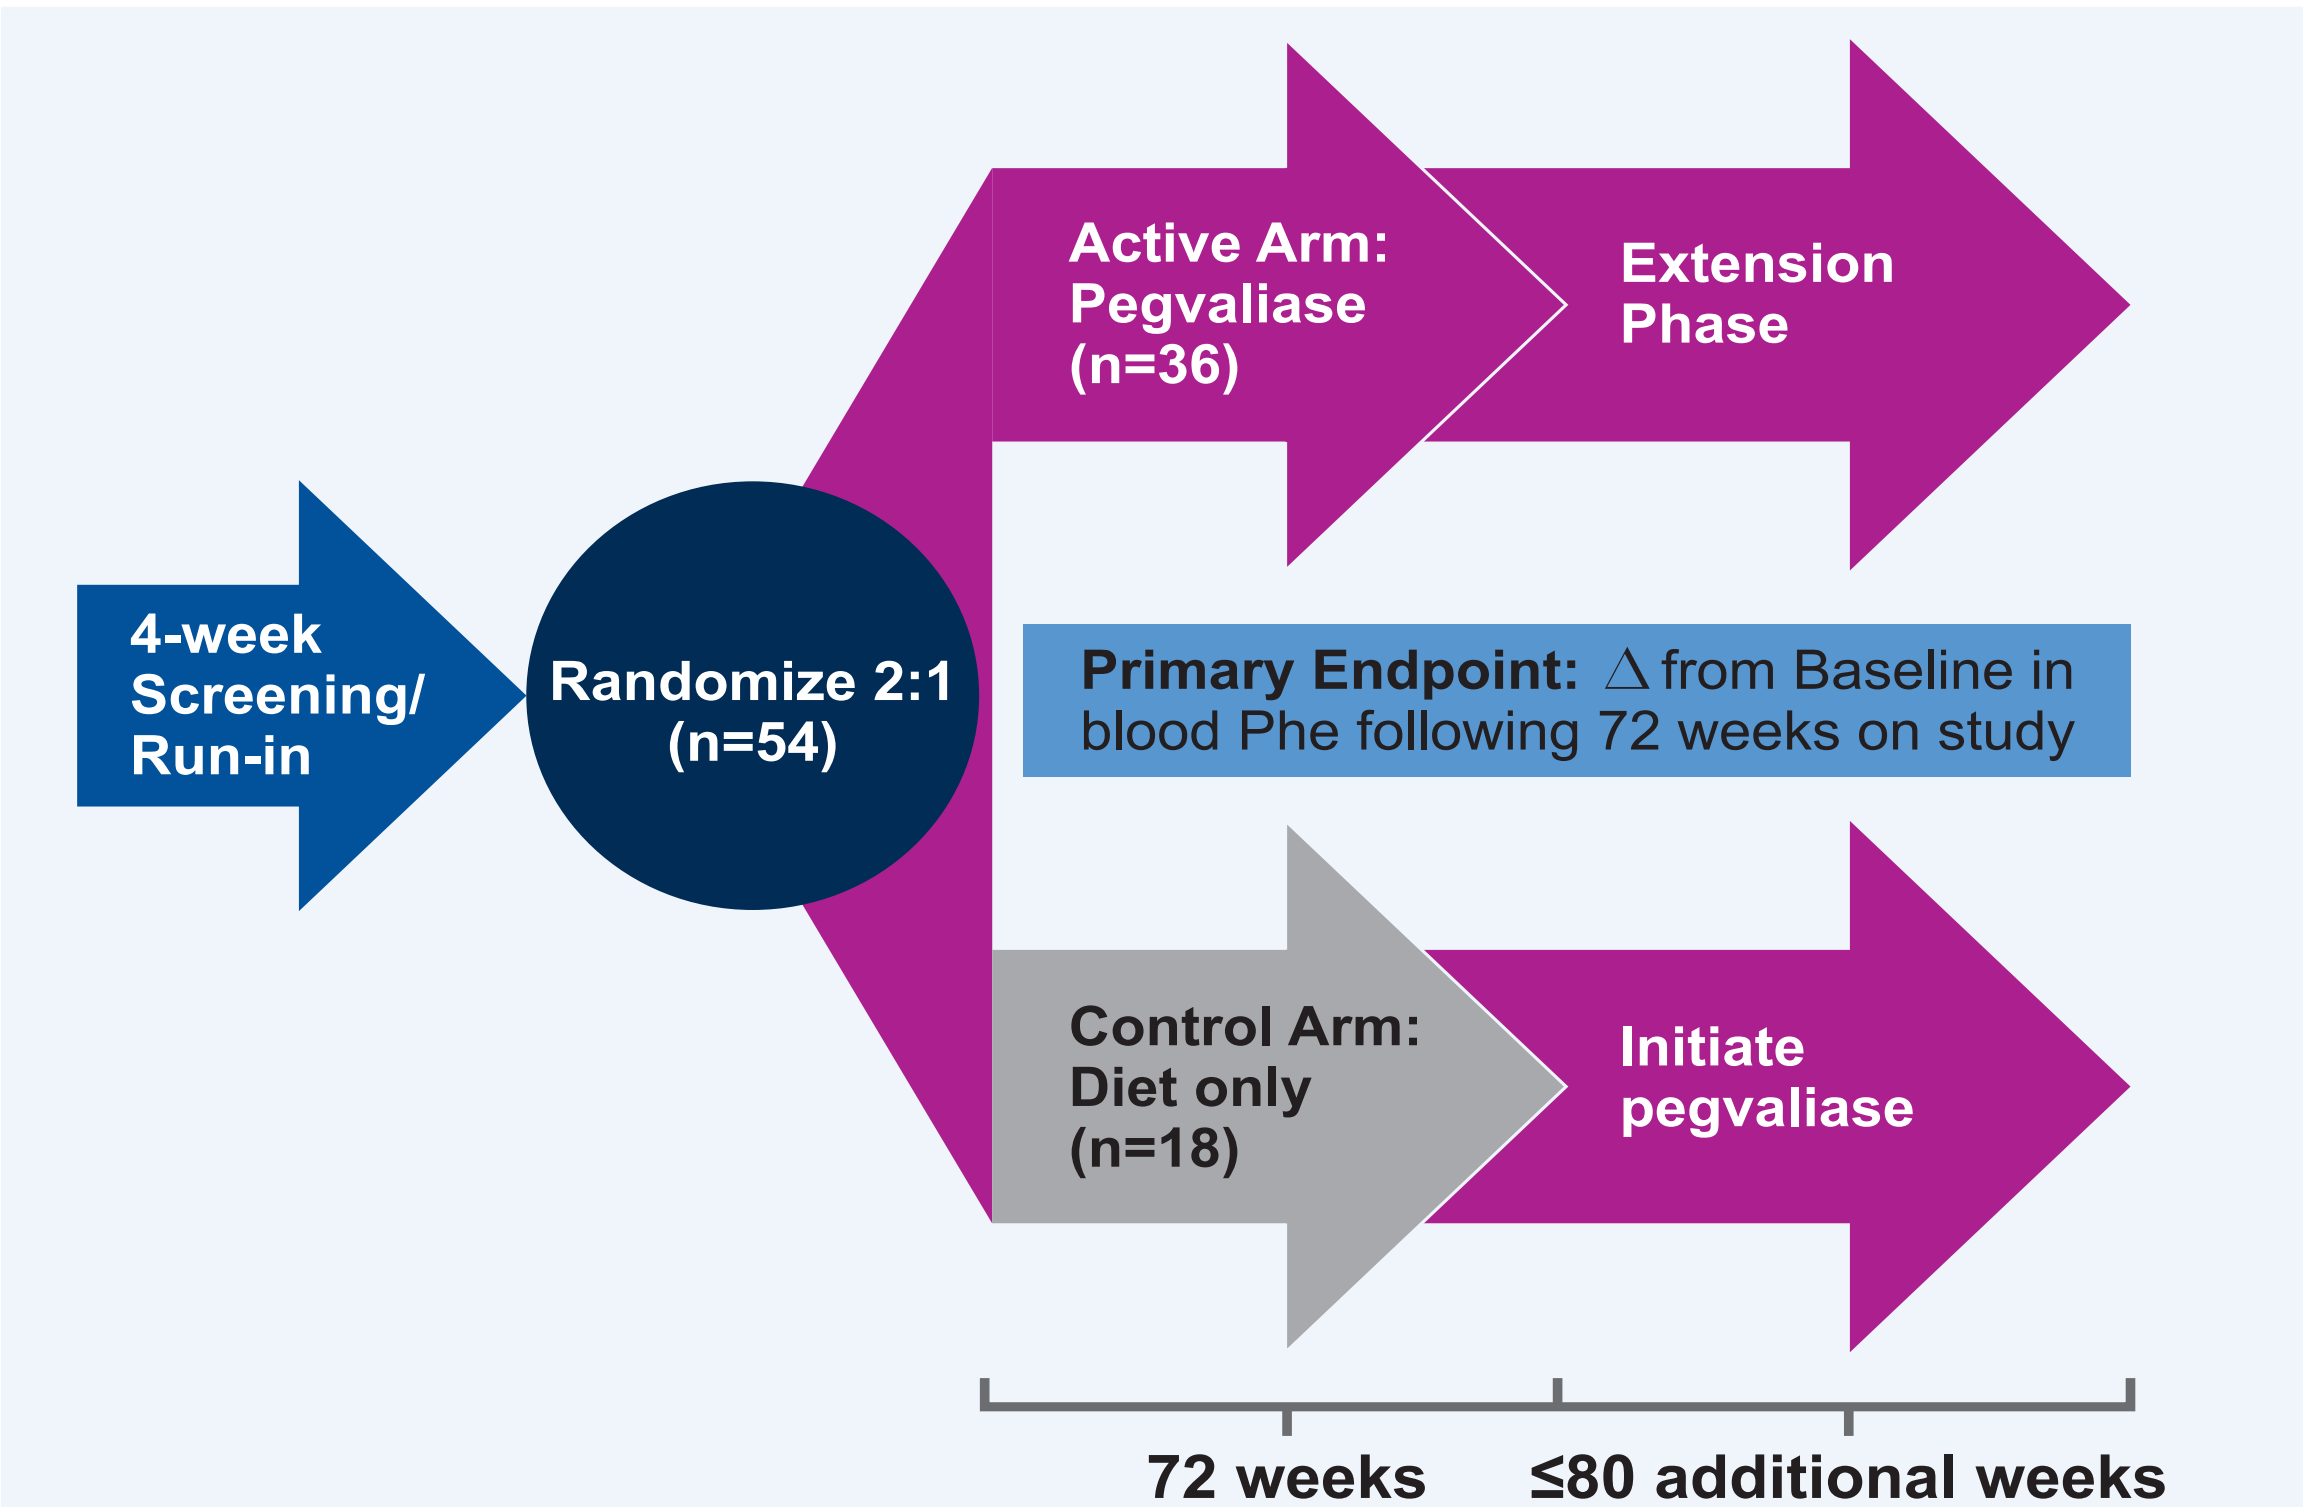 4-week
Screening/
Run-in
Randomize 2:1
(n=54)
Active Arm:
Pegvaliase
(n=36)
Extension
Phase
Primary Endpoint: △ from Baseline in
blood Phe following 72 weeks on study
Control Arm:
Diet only
(n=18)
Initiate
pegvaliase
72 weeks
≤80 additional weeks